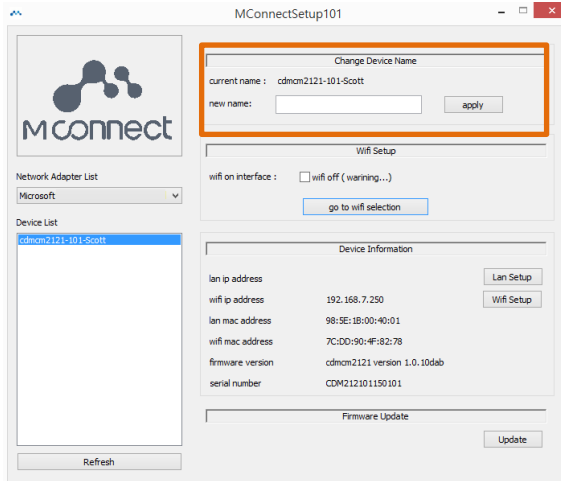 MConnectSetup101
Mconnect
Network Adapter List
Microsoft
Device List
cdmcm2121-101-Scott
Refresh
Change Device Name
current name : cdmcm2121-101-Scott
new name: apply
Wifi Setup
wifi on interface : wifi off ( warining...)
go to wifi selection
Device Information
lan ip address Lan Setup
wifi ip address 192.168.7.250 Wifi Setup
lan mac address 98:5E:1B:00:40:01
wifi mac address 7C:DD:90:4F:82:78
firmware version cdmcm2121 version 1.0.10dab
serial number CDM212101150101
Firmware Update
Update